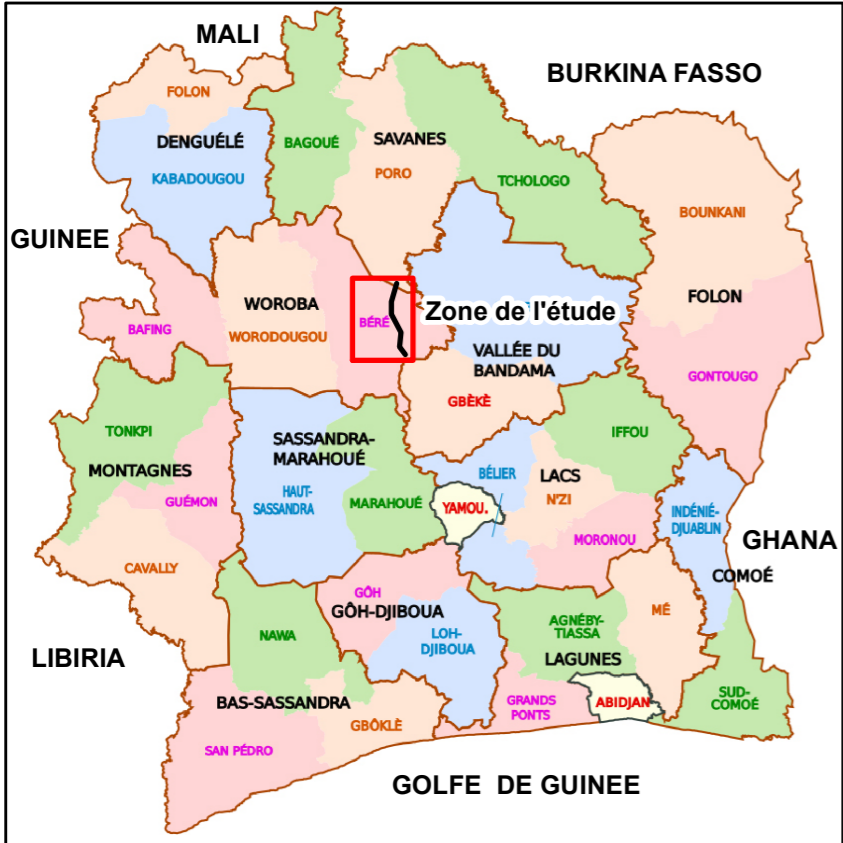 MALI
BURKINA FASSO
FOLON
DENGUÉLÉ
BAGOUÉ
SAVANES
KABADOUGOU
PORO
TCHOLOGO
BOUNKANI
GUINEE
WOROBA
FOLON
BAFING
WORODOUGOU
BÉRÉ
Zone de l'étude
VALLÉE DU
BANDAMA
GONTOUGO
GBÈKÈ
TONKPI
SASSANDRA-
MARAHOUÉ
IFFOU
MONTAGNES
BÉLIER
LACS
GUÉMON
HAUT-
SASSANDRA
MARAHOUÉ
YAMOU.
N'ZI
INDÉNIÉ-
DJUABLIN
MORONOU
GHANA
CAVALLY
COMOÉ
GÔH
GÔH-DJIBOUA
NAWA
LOH-
DJIBOUA
AGNÉBY-
TIASSA
MÉ
LIBIRIA
LAGUNES
BAS-SASSANDRA
GRANDS
PONTS
ABIDJAN
SUD-
COMOÉ
GBÔKLÈ
SAN PÉDRO
GOLFE DE GUINEE